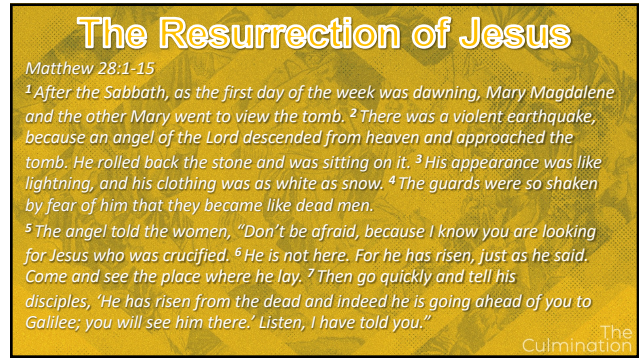 The Resurrection of Jesus
Matthew 28:1-15
1 After the Sabbath, as the first day of the week was dawning, Mary Magdalene
and the other Mary went to view the tomb. 2 There was a violent earthquake,
because an angel of the Lord descended from heaven and approached the
tomb. He rolled back the stone and was sitting on it. 3 His appearance was like
lightning, and his clothing was as white as snow. 4 The guards were so shaken
by fear of him that they became like dead men.
5 The angel told the women, “Don’t be afraid, because I know you are looking
for Jesus who was crucified. 6 He is not here. For he has risen, just as he said.
Come and see the place where he lay. 7 Then go quickly and tell his
disciples, ‘He has risen from the dead and indeed he is going ahead of you to
Galilee; you will see him there.’ Listen, I have told you.”
The
Culmination